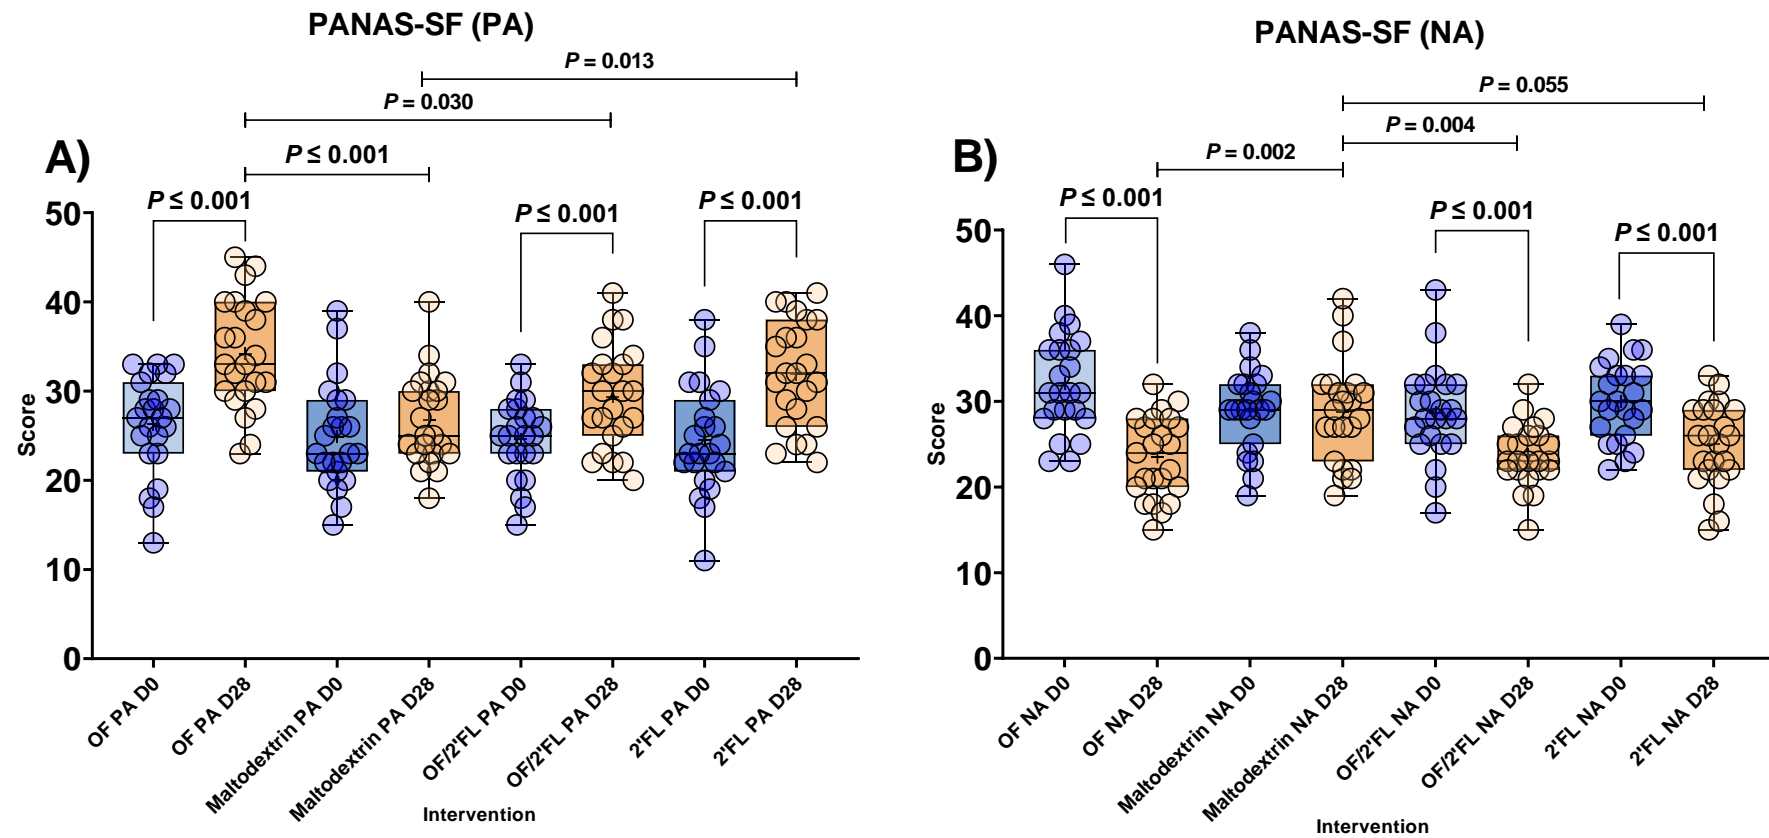 PANAS-SF (PA)
P = 0.013
P = 0.030
A)
P ≤ 0.001
P ≤ 0.001
P ≤ 0.001
P ≤ 0.001
50
40
30
20
10
0
Score
OF PA D0
OF PA D28
Maltodextrin PA D0
Maltodextrin PA D28
OF/2'FL PA D0
OF/2'FL PA D28
2'FL PA D0
2'FL PA D28
Intervention
PANAS-SF (NA)
P = 0.055
P = 0.004
B)
P = 0.002
P ≤ 0.001
P ≤ 0.001
P ≤ 0.001
50
40
30
20
10
0
Score
OF NA D0
OF NA D28
Maltodextrin NA D0
Maltodextrin NA D28
OF/2'FL NA D0
OF/2'FL NA D28
2'FL NA D0
2'FL NA D28
Intervention